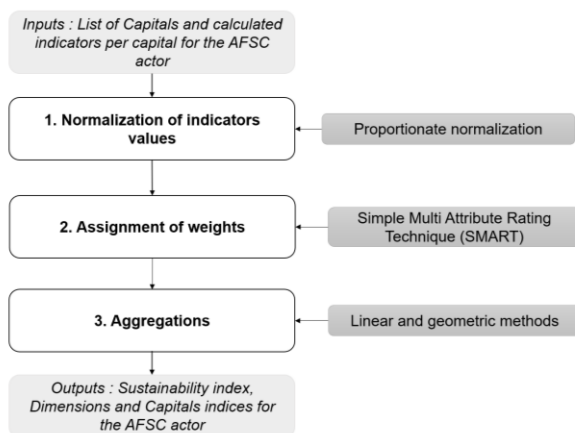 Inputs : List of Capitals and calculated
indicators per capital for the AFSC
actor
1. Normalization of indicators
values
Proportionate normalization
2. Assignment of weights
Simple Multi Attribute Rating
Technique (SMART)
3. Aggregations
Linear and geometric methods
Outputs : Sustainability index,
Dimensions and Capitals indices for
the AFSC actor